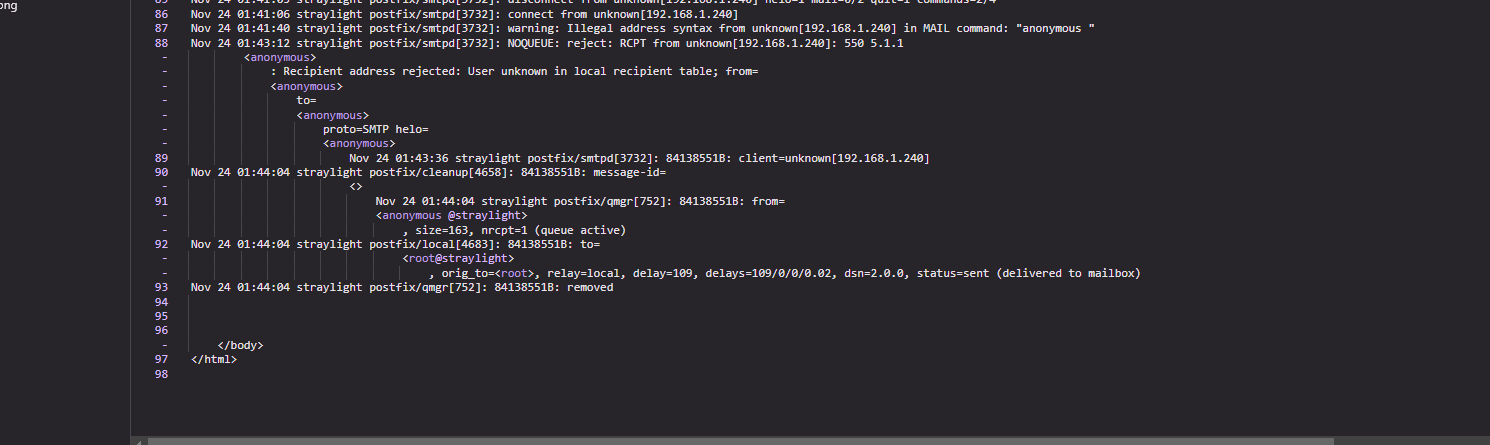 ong
85 Nov 24 01:41:05 straylight postfix/smtpd[3732]: disconnect from unknown[192.168.1.240] helo=1 mail=0/2 quit=1 commands=2/4
86 Nov 24 01:41:06 straylight postfix/smtpd[3732]: connect from unknown[192.168.1.240]
87 Nov 24 01:41:40 straylight postfix/smtpd[3732]: warning: Illegal address syntax from unknown[192.168.1.240] in MAIL command: "anonymous "
88 Nov 24 01:43:12 straylight postfix/smtpd[3732]: NOQUEUE: reject: RCPT from unknown[192.168.1.240]: 550 5.1.1
- <anonymous>
- : Recipient address rejected: User unknown in local recipient table; from=
- <anonymous>
- to=
- <anonymous>
- proto=SMTP helo=
- <anonymous>
89 Nov 24 01:43:36 straylight postfix/smtpd[3732]: 84138551B: client=unknown[192.168.1.240]
90 Nov 24 01:44:04 straylight postfix/cleanup[4658]: 84138551B: message-id=
- <>
91 Nov 24 01:44:04 straylight postfix/qmgr[752]: 84138551B: from=
- <anonymous @straylight>
- , size=163, nrcpt=1 (queue active)
92 Nov 24 01:44:04 straylight postfix/local[4683]: 84138551B: to=
- <root@straylight>
- , orig_to=<root>, relay=local, delay=109, delays=109/0/0/0.02, dsn=2.0.0, status=sent (delivered to mailbox)
93 Nov 24 01:44:04 straylight postfix/qmgr[752]: 84138551B: removed
94
95
96
- </body>
97 </html>
98